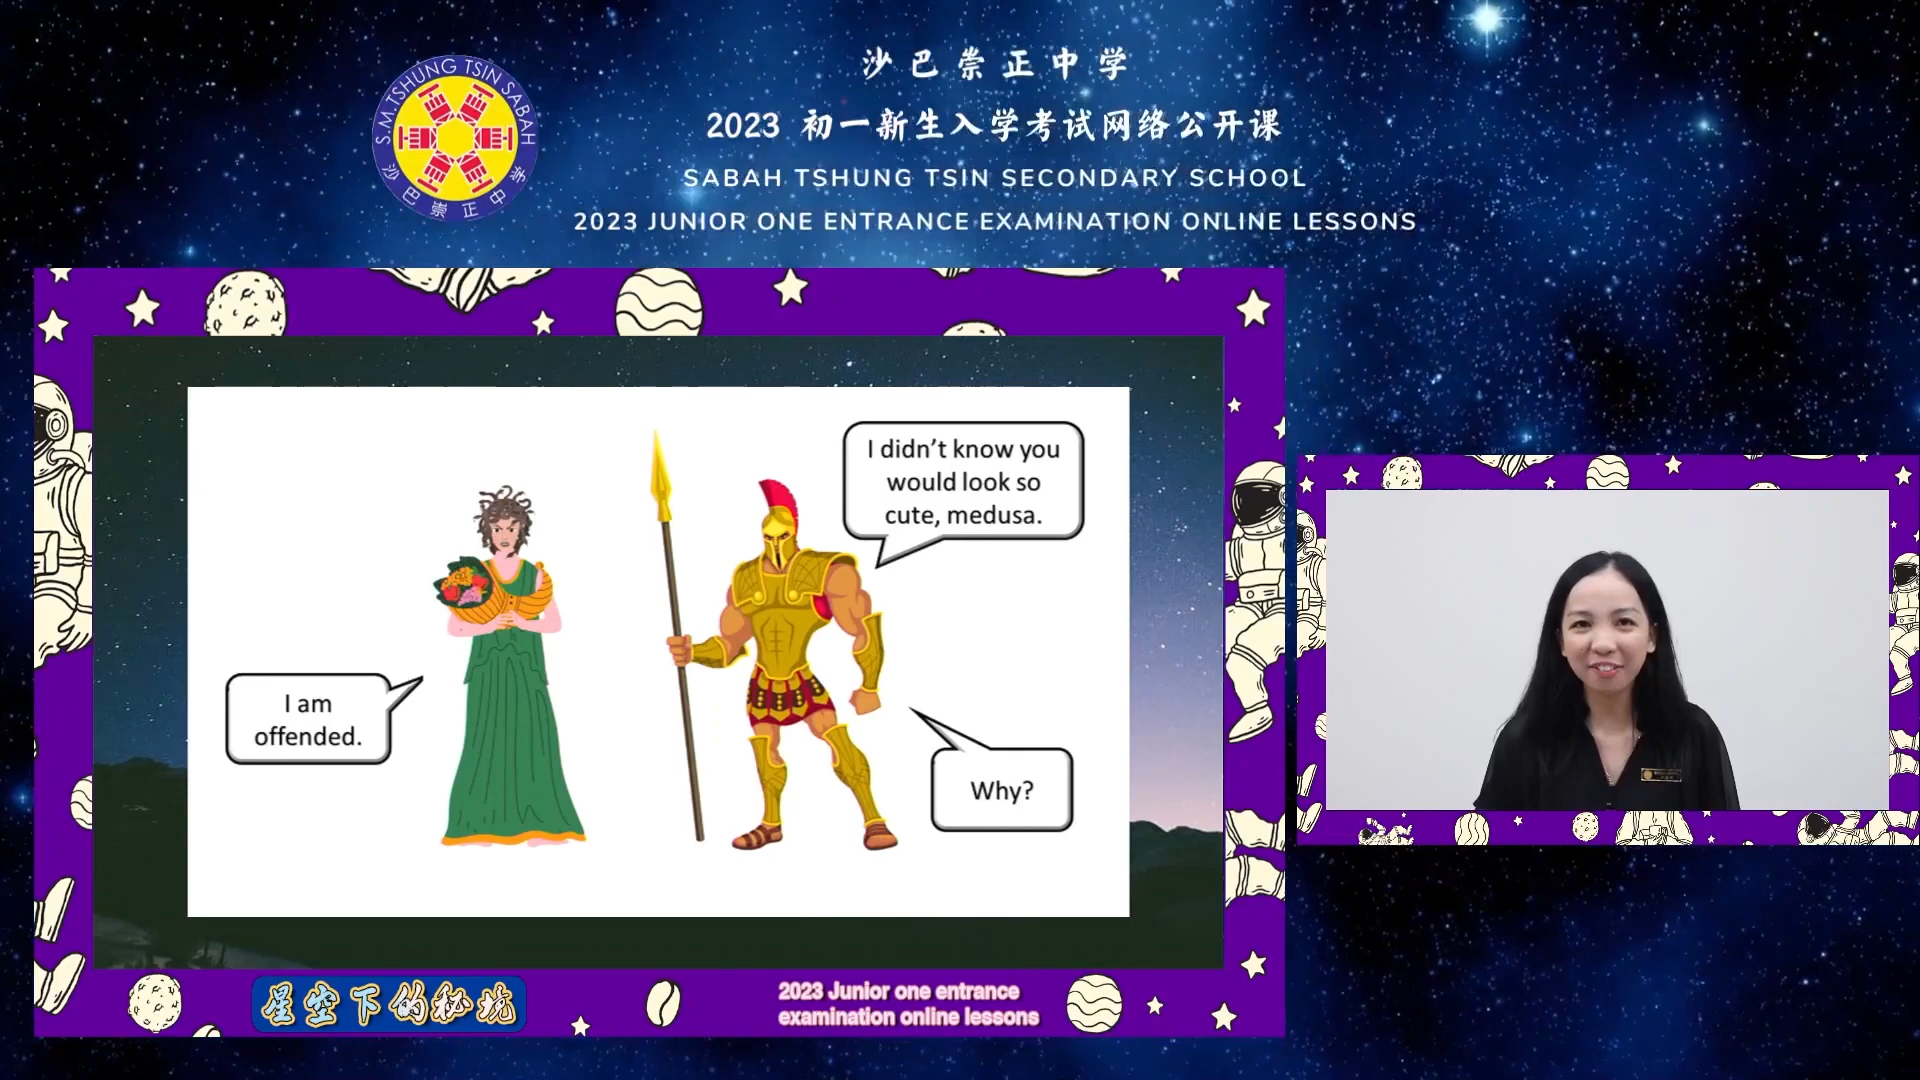 S.M TSHUNG TSIN SABAH
沙巴崇正中学
沙巴崇正中学
2023 初一新生入学考试网络公开课
SABAH TSHUNG TSIN SECONDARY SCHOOL
2023 JUNIOR ONE ENTRANCE EXAMINATION ONLINE LESSONS
I didn't know you
would look so
cute, medusa.
I am
offended.
Why?
星空下的秘境
2023 Junior one entrance
examination online lessons